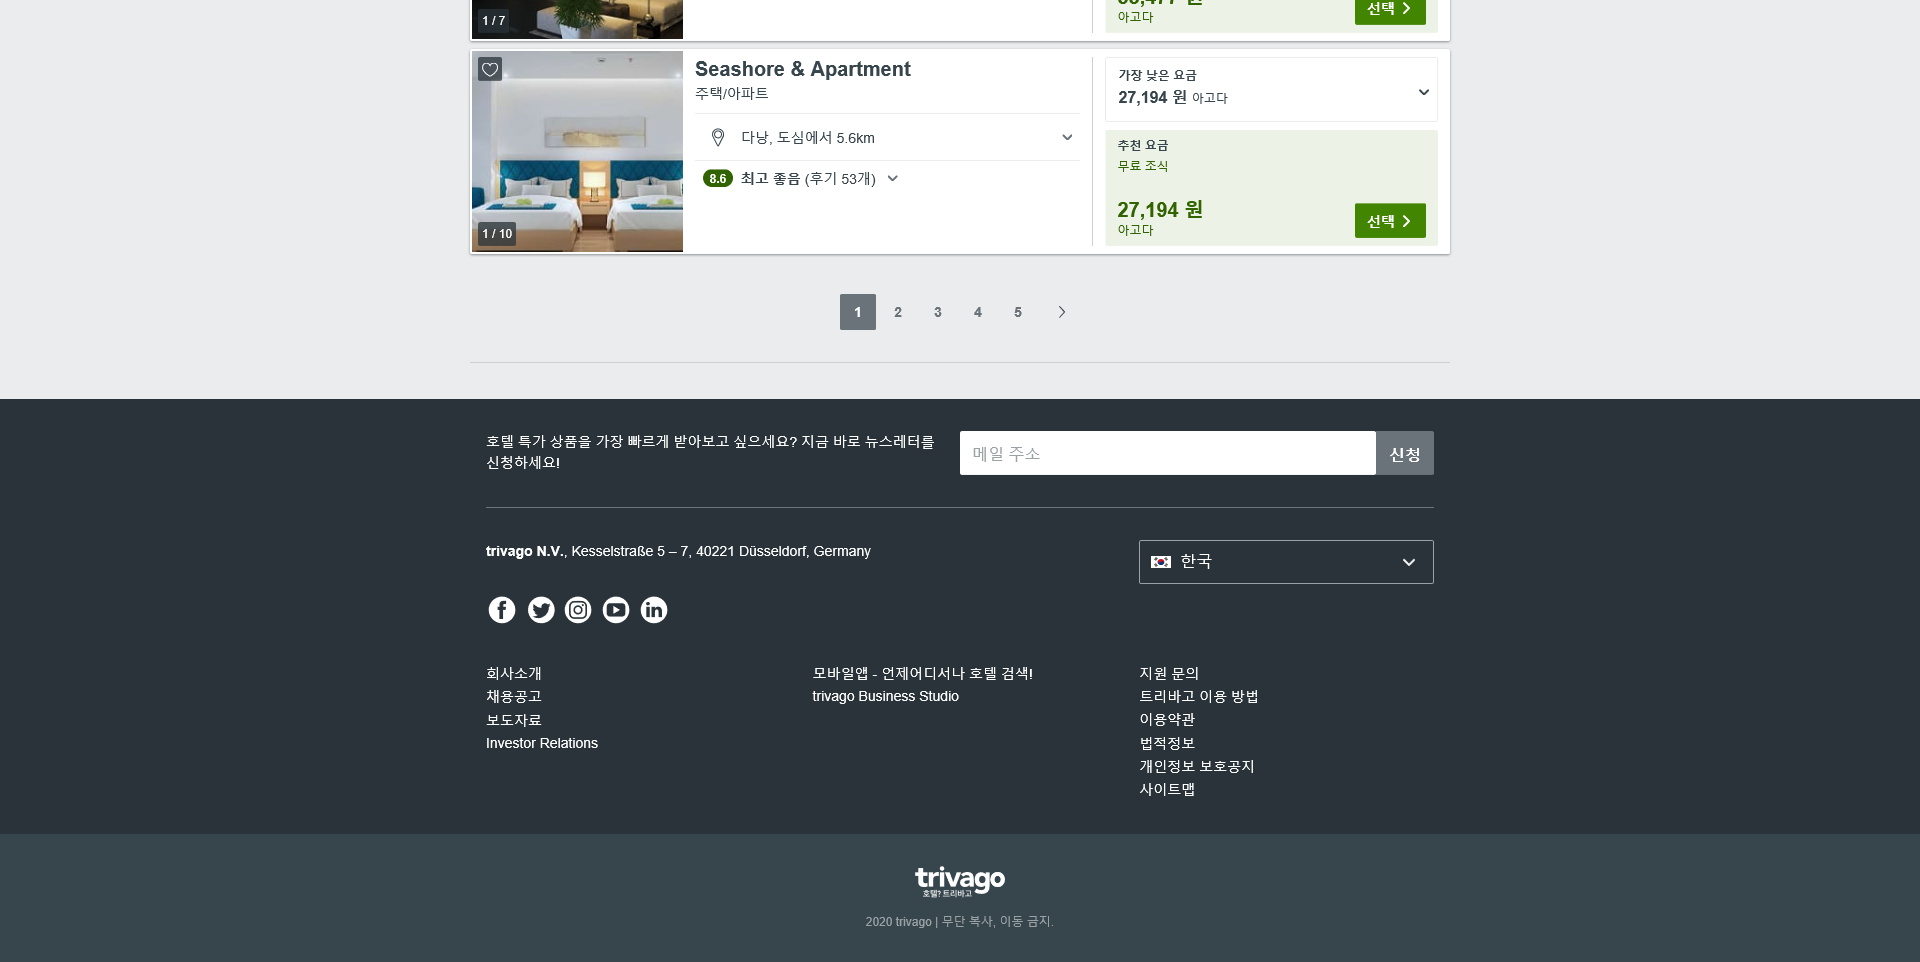 1 / 7
아고다
선택
Seashore & Apartment
주택/아파트
다낭, 도심에서 5.6km
8.6 최고 좋음 (후기 53개)
1 / 10
가장 낮은 요금
27,194 원 아고다
추천 요금
무료 조식
27,194 원
아고다
선택
1 2 3 4 5
호텔 특가 상품을 가장 빠르게 받아보고 싶으세요? 지금 바로 뉴스레터를
신청하세요!
메일 주소
신청
trivago N.V., Kesselstraße 5 – 7, 40221 Düsseldorf, Germany
한국
회사소개
채용공고
보도자료
Investor Relations
모바일앱 - 언제어디서나 호텔 검색!
trivago Business Studio
지원 문의
트리바고 이용 방법
이용약관
법적정보
개인정보 보호공지
사이트맵
trivago
호텔? 트리바고
2020 trivago | 무단 복사, 이동 금지.